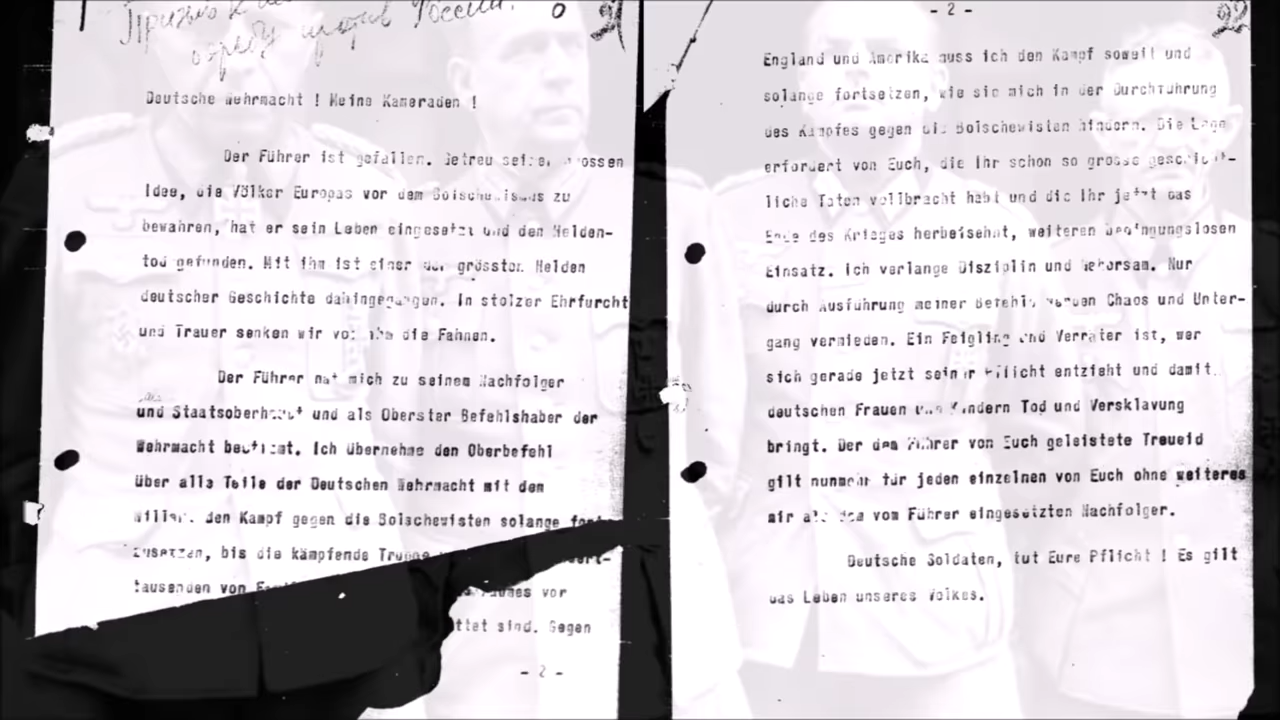 Призыв к
борьбу против России.
21
Deutsche Wehrmacht ! Meine Kameraden !
Der Führer ist gefallen. Getreu seiner grossen
Idee, die Völker Europas vor dem Bolschewismus zu
bewahren, hat er sein Leben eingesetzt und den Helden-
tod gefunden. Mit ihm ist einer der grössten Helden
deutscher Geschichte dahingegangen. In stolzer Ehrfurcht
und Trauer senken wir vor ihm die Fahnen.
Der Führer hat mich zu seinem Nachfolger
als
und Staatsoberhaupt und als Oberster Befehlshaber der
Wehrmacht bestimmt. Ich übernehme den Oberbefehl
über alle Teile der Deutschen Wehrmacht mit dem
Willen, den Kampf gegen die Bolschewisten solange
zusetzen, bis die kämpfende Truppe
tausenden von vor
ttet sind. Gegen
- 2 -
- 2 -
22
England und Amerika muss ich den Kampf soweit und
solange fortsetzen, wie sie mich in der Durchführung
des Kampfes gegen die Bolschewisten hindern. Die Lage
erfordert von Euch, die Ihr schon so grosse geschicht-
liche Taten vollbracht habt und die Ihr jetzt das
Ende des Krieges herbeisehnt, weiteren bedingungslosen
Einsatz. Ich verlange Disziplin und Gehorsam. Nur
durch Ausführung meiner Befehle werden Chaos und Unter-
gang vermieden. Ein Feigling und Verräter ist, wer
sich gerade jetzt seiner Pflicht entzieht und damit
deutschen Frauen und Kindern Tod und Versklavung
bringt. Der dem Führer von Euch geleistete Treueid
gilt nunmehr für jeden einzelnen von Euch ohne weiteres
mir als dem vom Führer eingesetzten Nachfolger.
Deutsche Soldaten, tut Eure Pflicht ! Es gilt
das Leben unseres Volkes.